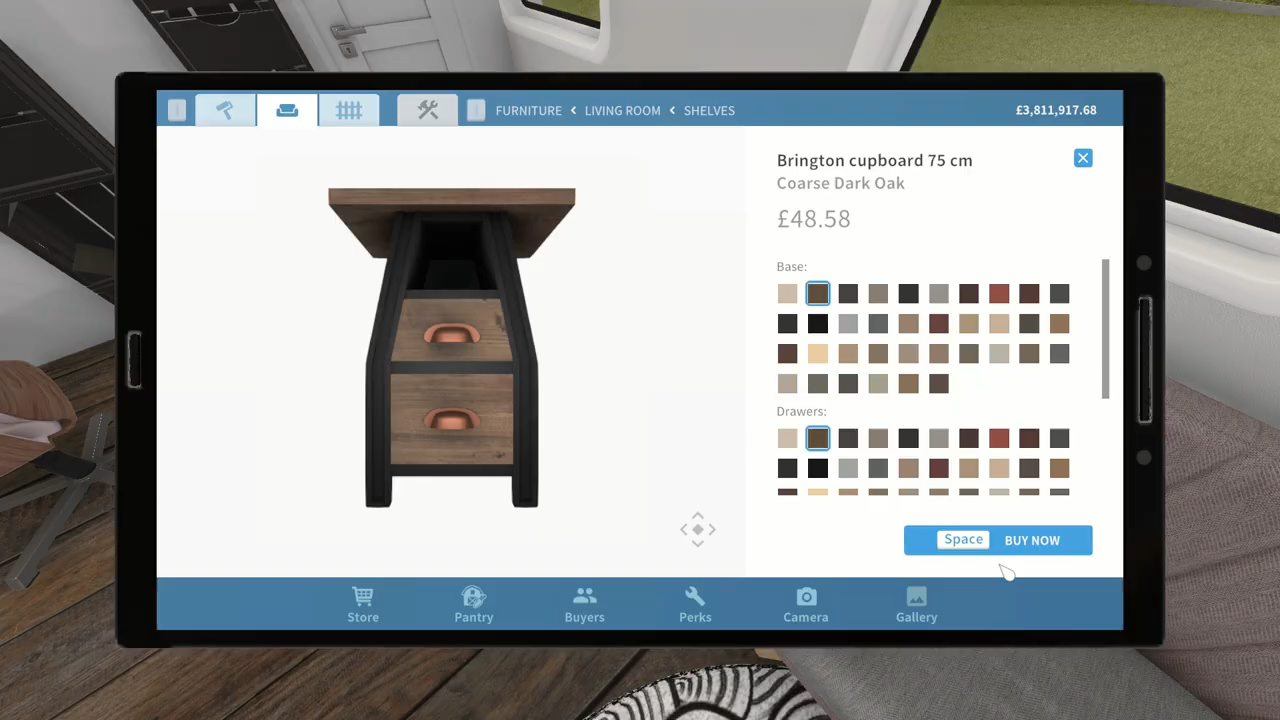 FURNITURE < LIVING ROOM < SHELVES
£3,811,917.68
Brington cupboard 75 cm
Coarse Dark Oak
£48.58
Base:
Drawers:
Space BUY NOW
Store
Pantry
Buyers
Perks
Camera
Gallery